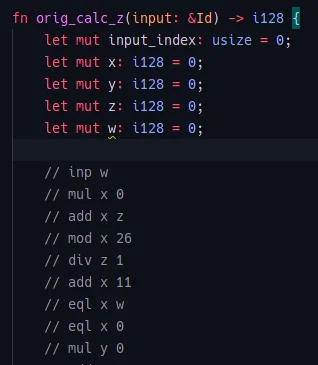 fn orig_calc_z(input: &Id) -> i128 {
    let mut input_index: usize = 0;
    let mut x: i128 = 0;
    let mut y: i128 = 0;
    let mut z: i128 = 0;
    let mut w: i128 = 0;
    // inp w
    // mul x 0
    // add x z
    // mod x 26
    // div z 1
    // add x 11
    // eql x w
    // eql x 0
    // mul y 0